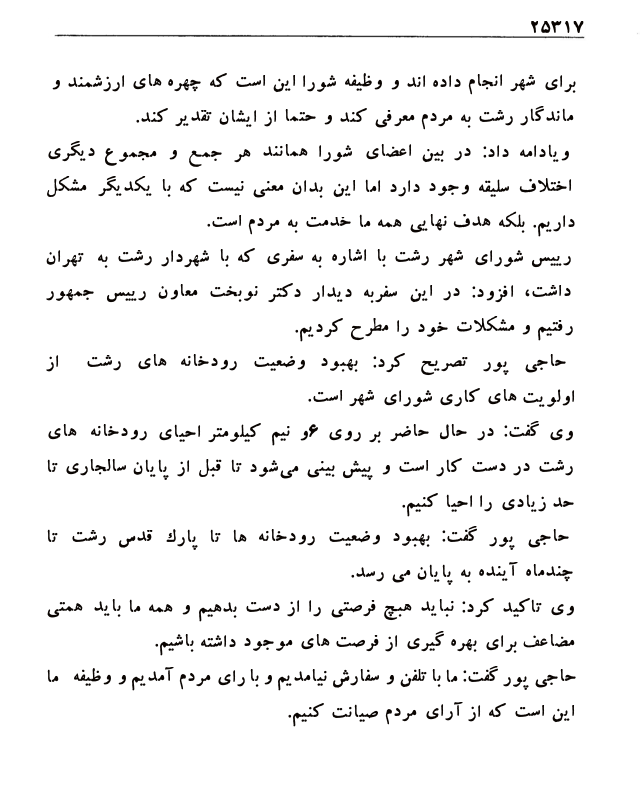 ۲۵۳۱۷
برای شهر انجام داده اند و وظیفه شورا این است که چهره های ارزشمند و
ماندگار رشت به مردم معرفی کند و حتما از ایشان تقدیر کند.
ویادامه داد: در بین اعضای شورا همانند هر جمع و مجموع دیگری
اختلاف سلیقه وجود دارد اما این بدان معنی نیست که با یکدیگر مشکل
داریم. بلکه هدف نهایی همه ما خدمت به مردم است.
رییس شورای شهر رشت با اشاره به سفری که با شهردار رشت به تهران
داشت، افزود: در این سفربه دیدار دکتر نوبخت معاون رییس جمهور
رفتیم و مشکلات خود را مطرح کردیم.
حاجی پور تصریح کرد: بهبود وضعیت رودخانه های رشت از
اولویت های کاری شورای شهر است.
وی گفت: در حال حاضر بر روی ۶و نیم کیلومتر احیای رودخانه های
رشت در دست کار است و پیش بینی می‌شود تا قبل از پایان سالجاری تا
حد زیادی را احیا کنیم.
حاجی پور گفت: بهبود وضعیت رودخانه ها تا پارك قدس رشت تا
چندماه آینده به پایان می رسد.
وی تاکید کرد: نباید هیچ فرصتی را از دست بدهیم و همه ما باید همتی
مضاعف برای بهره گیری از فرصت های موجود داشته باشیم.
حاجی پور گفت: ما با تلفن و سفارش نیامدیم و با رای مردم آمدیم و وظیفه ما
این است که از آرای مردم صیانت کنیم.